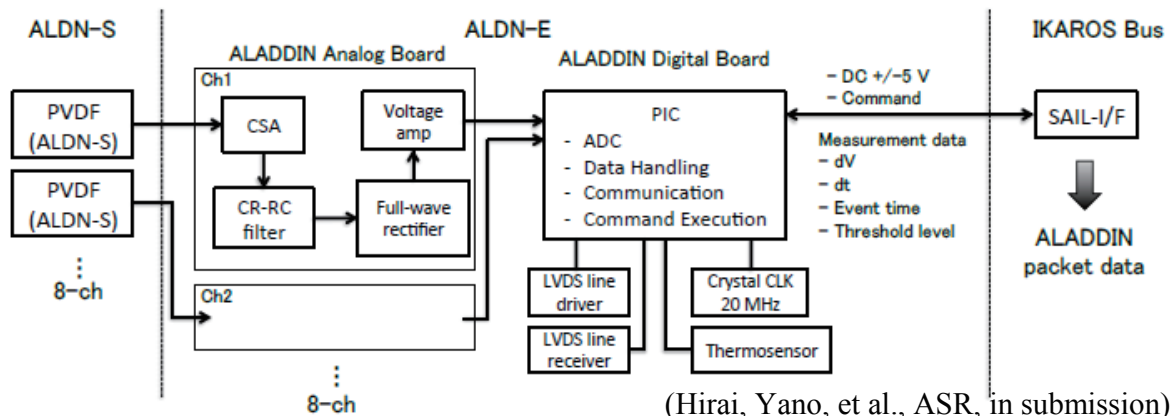 ALDN-S
ALDN-E
IKAROS Bus
ALADDIN Analog Board
ALADDIN Digital Board
PVDF
(ALDN-S)
PVDF
(ALDN-S)
⋮
8-ch
Ch1
CSA
CR-RC
filter
Full-wave
rectifier
Voltage
amp
Ch2
⋮
8-ch
PIC
- ADC
- Data Handling
- Communication
- Command Execution
LVDS line
driver
LVDS line
receiver
Crystal CLK
20 MHz
Thermosensor
- DC +/-5 V
- Command
Measurement data
- dV
- dt
- Event time
- Threshold level
SAIL-I/F
ALADDIN
packet data
(Hirai, Yano, et al., ASR, in submission)